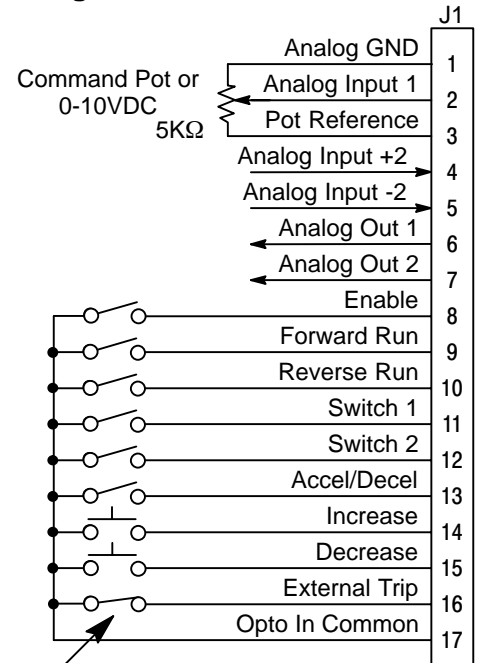 J1
Analog GND 1
Command Pot or
0-10VDC
5KΩ
Analog Input 1 2
Pot Reference 3
Analog Input +2 4
Analog Input -2 5
Analog Out 1 6
Analog Out 2 7
Enable 8
Forward Run 9
Reverse Run 10
Switch 1 11
Switch 2 12
Accel/Decel 13
Increase 14
Decrease 15
External Trip 16
Opto In Common 17